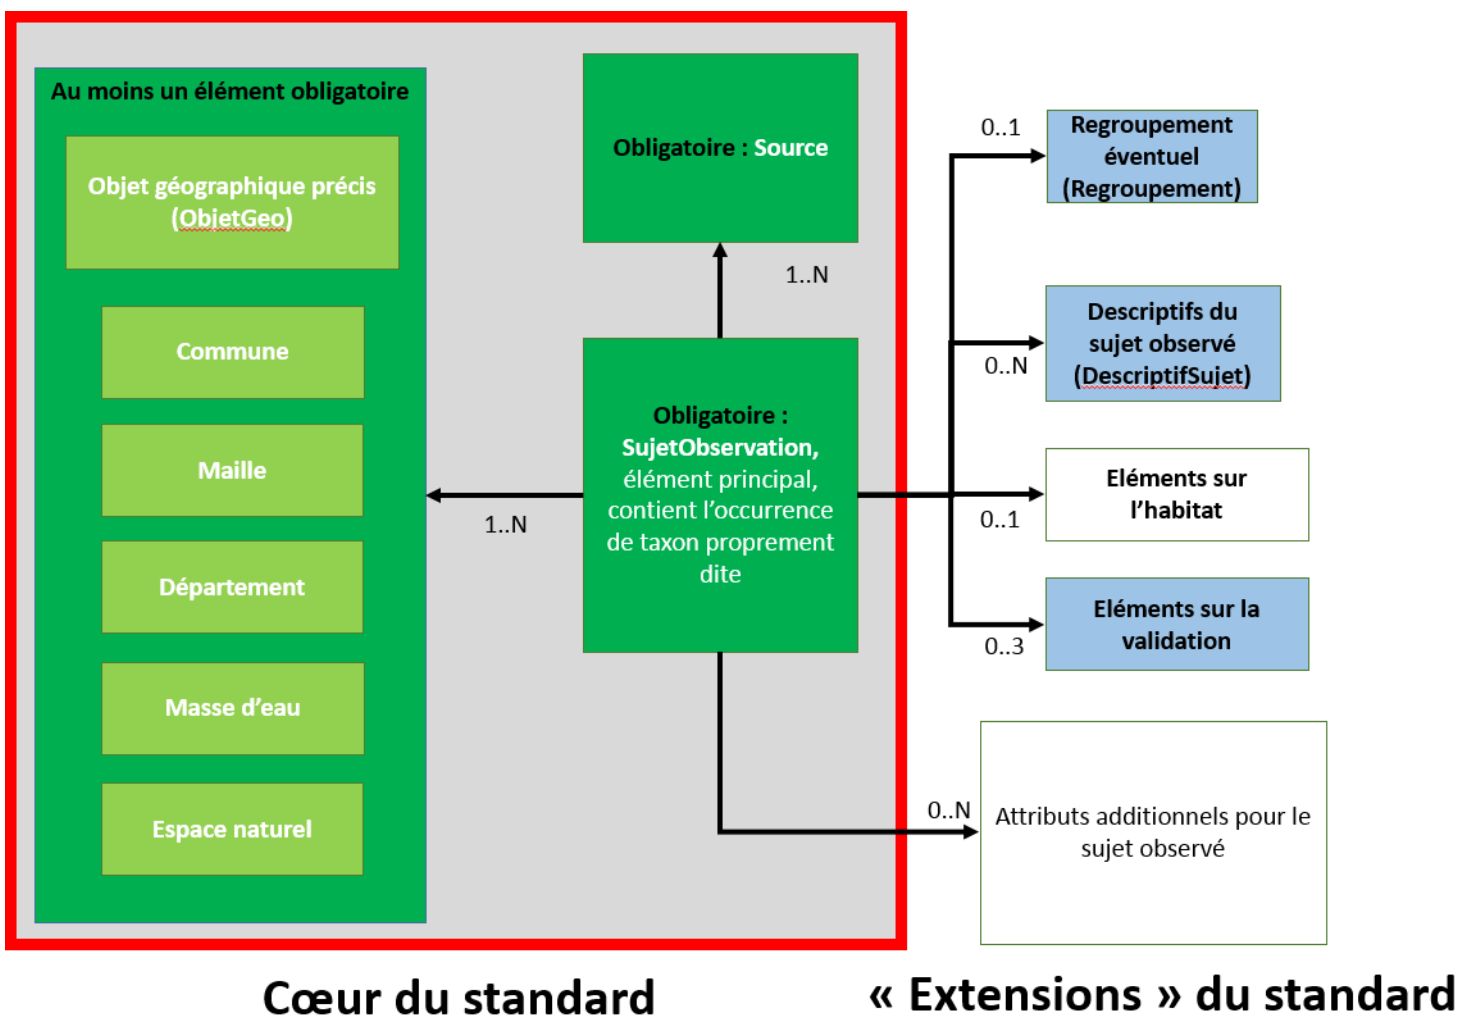 Au moins un élément obligatoire
Objet géographique précis
(ObjetGeo)
Commune
Maille
Département
Masse d’eau
Espace naturel
Obligatoire : Source
1..N
Obligatoire :
SujetObservation,
élément principal,
contient l’occurrence
de taxon proprement
dite
1..N
0..1
Regroupement
éventuel
(Regroupement)
0..N
Descriptifs du
sujet observé
(DescriptifSujet)
0..1
Eléments sur
l’habitat
0..3
Eléments sur la
validation
0..N
Attributs additionnels pour le
sujet observé
Cœur du standard
« Extensions » du standard